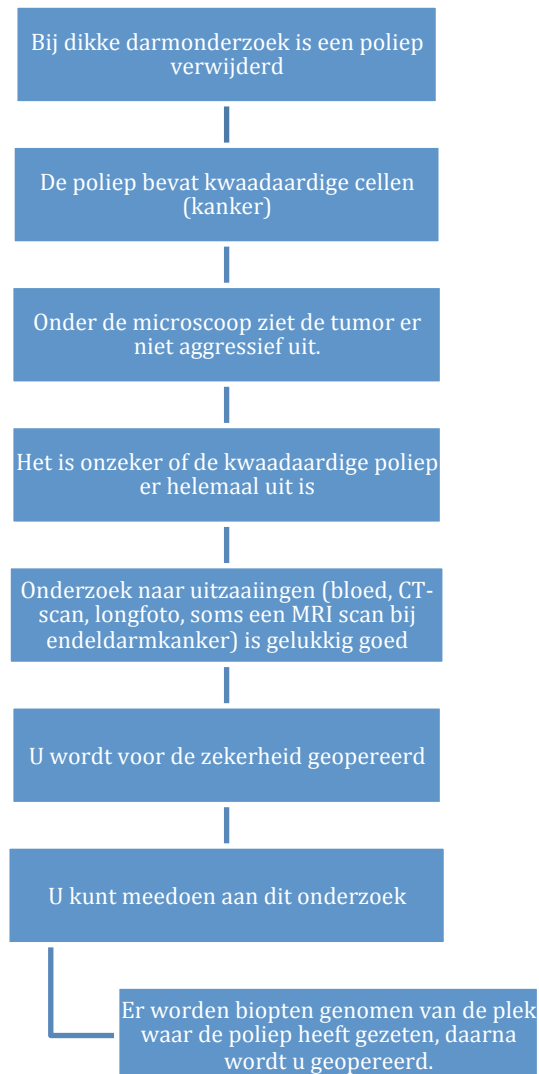 Bij dikke darmonderzoek is een poliep
verwijderd
De poliep bevat kwaadaardige cellen
(kanker)
Onder de microscoop ziet de tumor er
niet aggressief uit.
Het is onzeker of de kwaadaardige poliep
er helemaal uit is
Onderzoek naar uitzaaiingen (bloed, CT-
scan, longfoto, soms een MRI scan bij
endeldarmkanker) is gelukkig goed
U wordt voor de zekerheid geopereerd
U kunt meedoen aan dit onderzoek
Er worden biopten genomen van de plek
waar de poliep heeft gezeten, daarna
wordt u geopereerd.